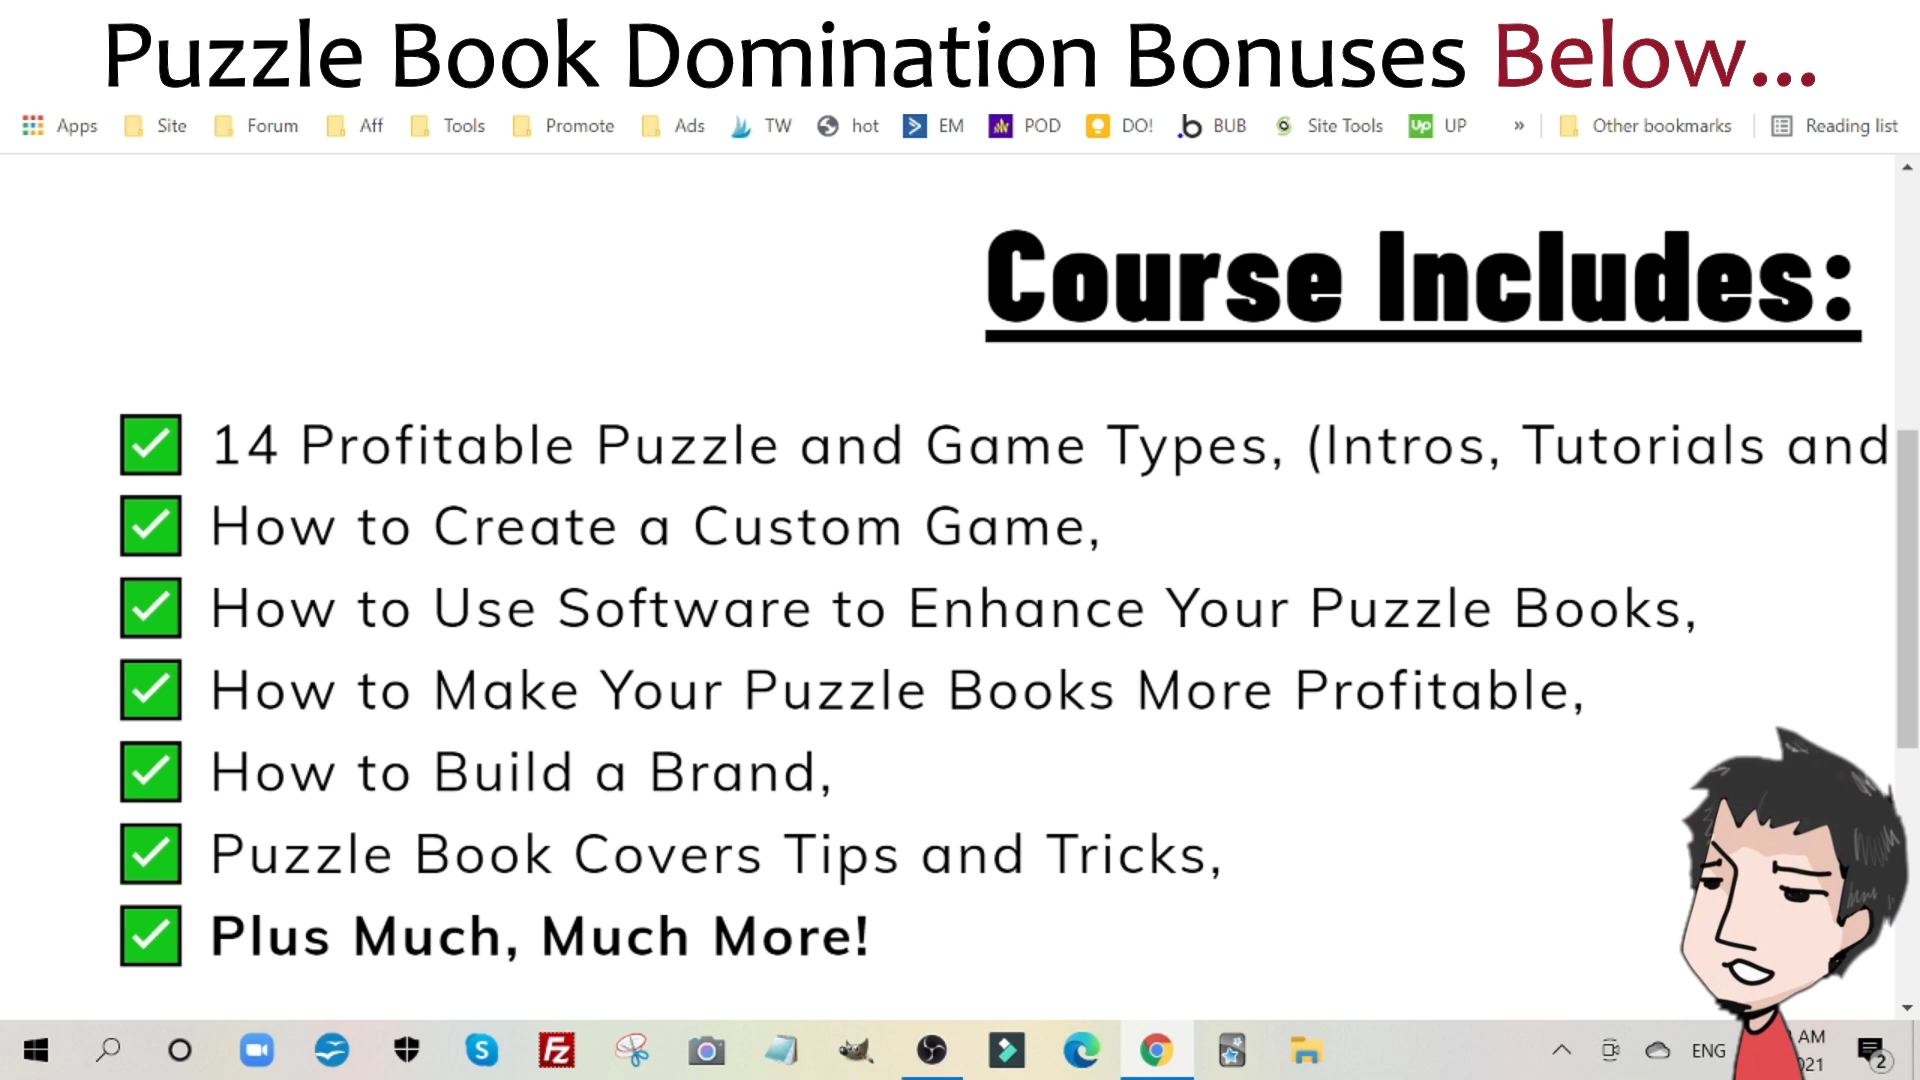 Puzzle Book Domination Bonuses Below...
Apps Site Forum Aff Tools Promote Ads TW hot EM POD DO! BUB Site Tools Up UP » Other bookmarks Reading list
Course Includes:
14 Profitable Puzzle and Game Types, (Intros, Tutorials and
How to Create a Custom Game,
How to Use Software to Enhance Your Puzzle Books,
How to Make Your Puzzle Books More Profitable,
How to Build a Brand,
Puzzle Book Covers Tips and Tricks,
Plus Much, Much More!
ENG AM
021 2